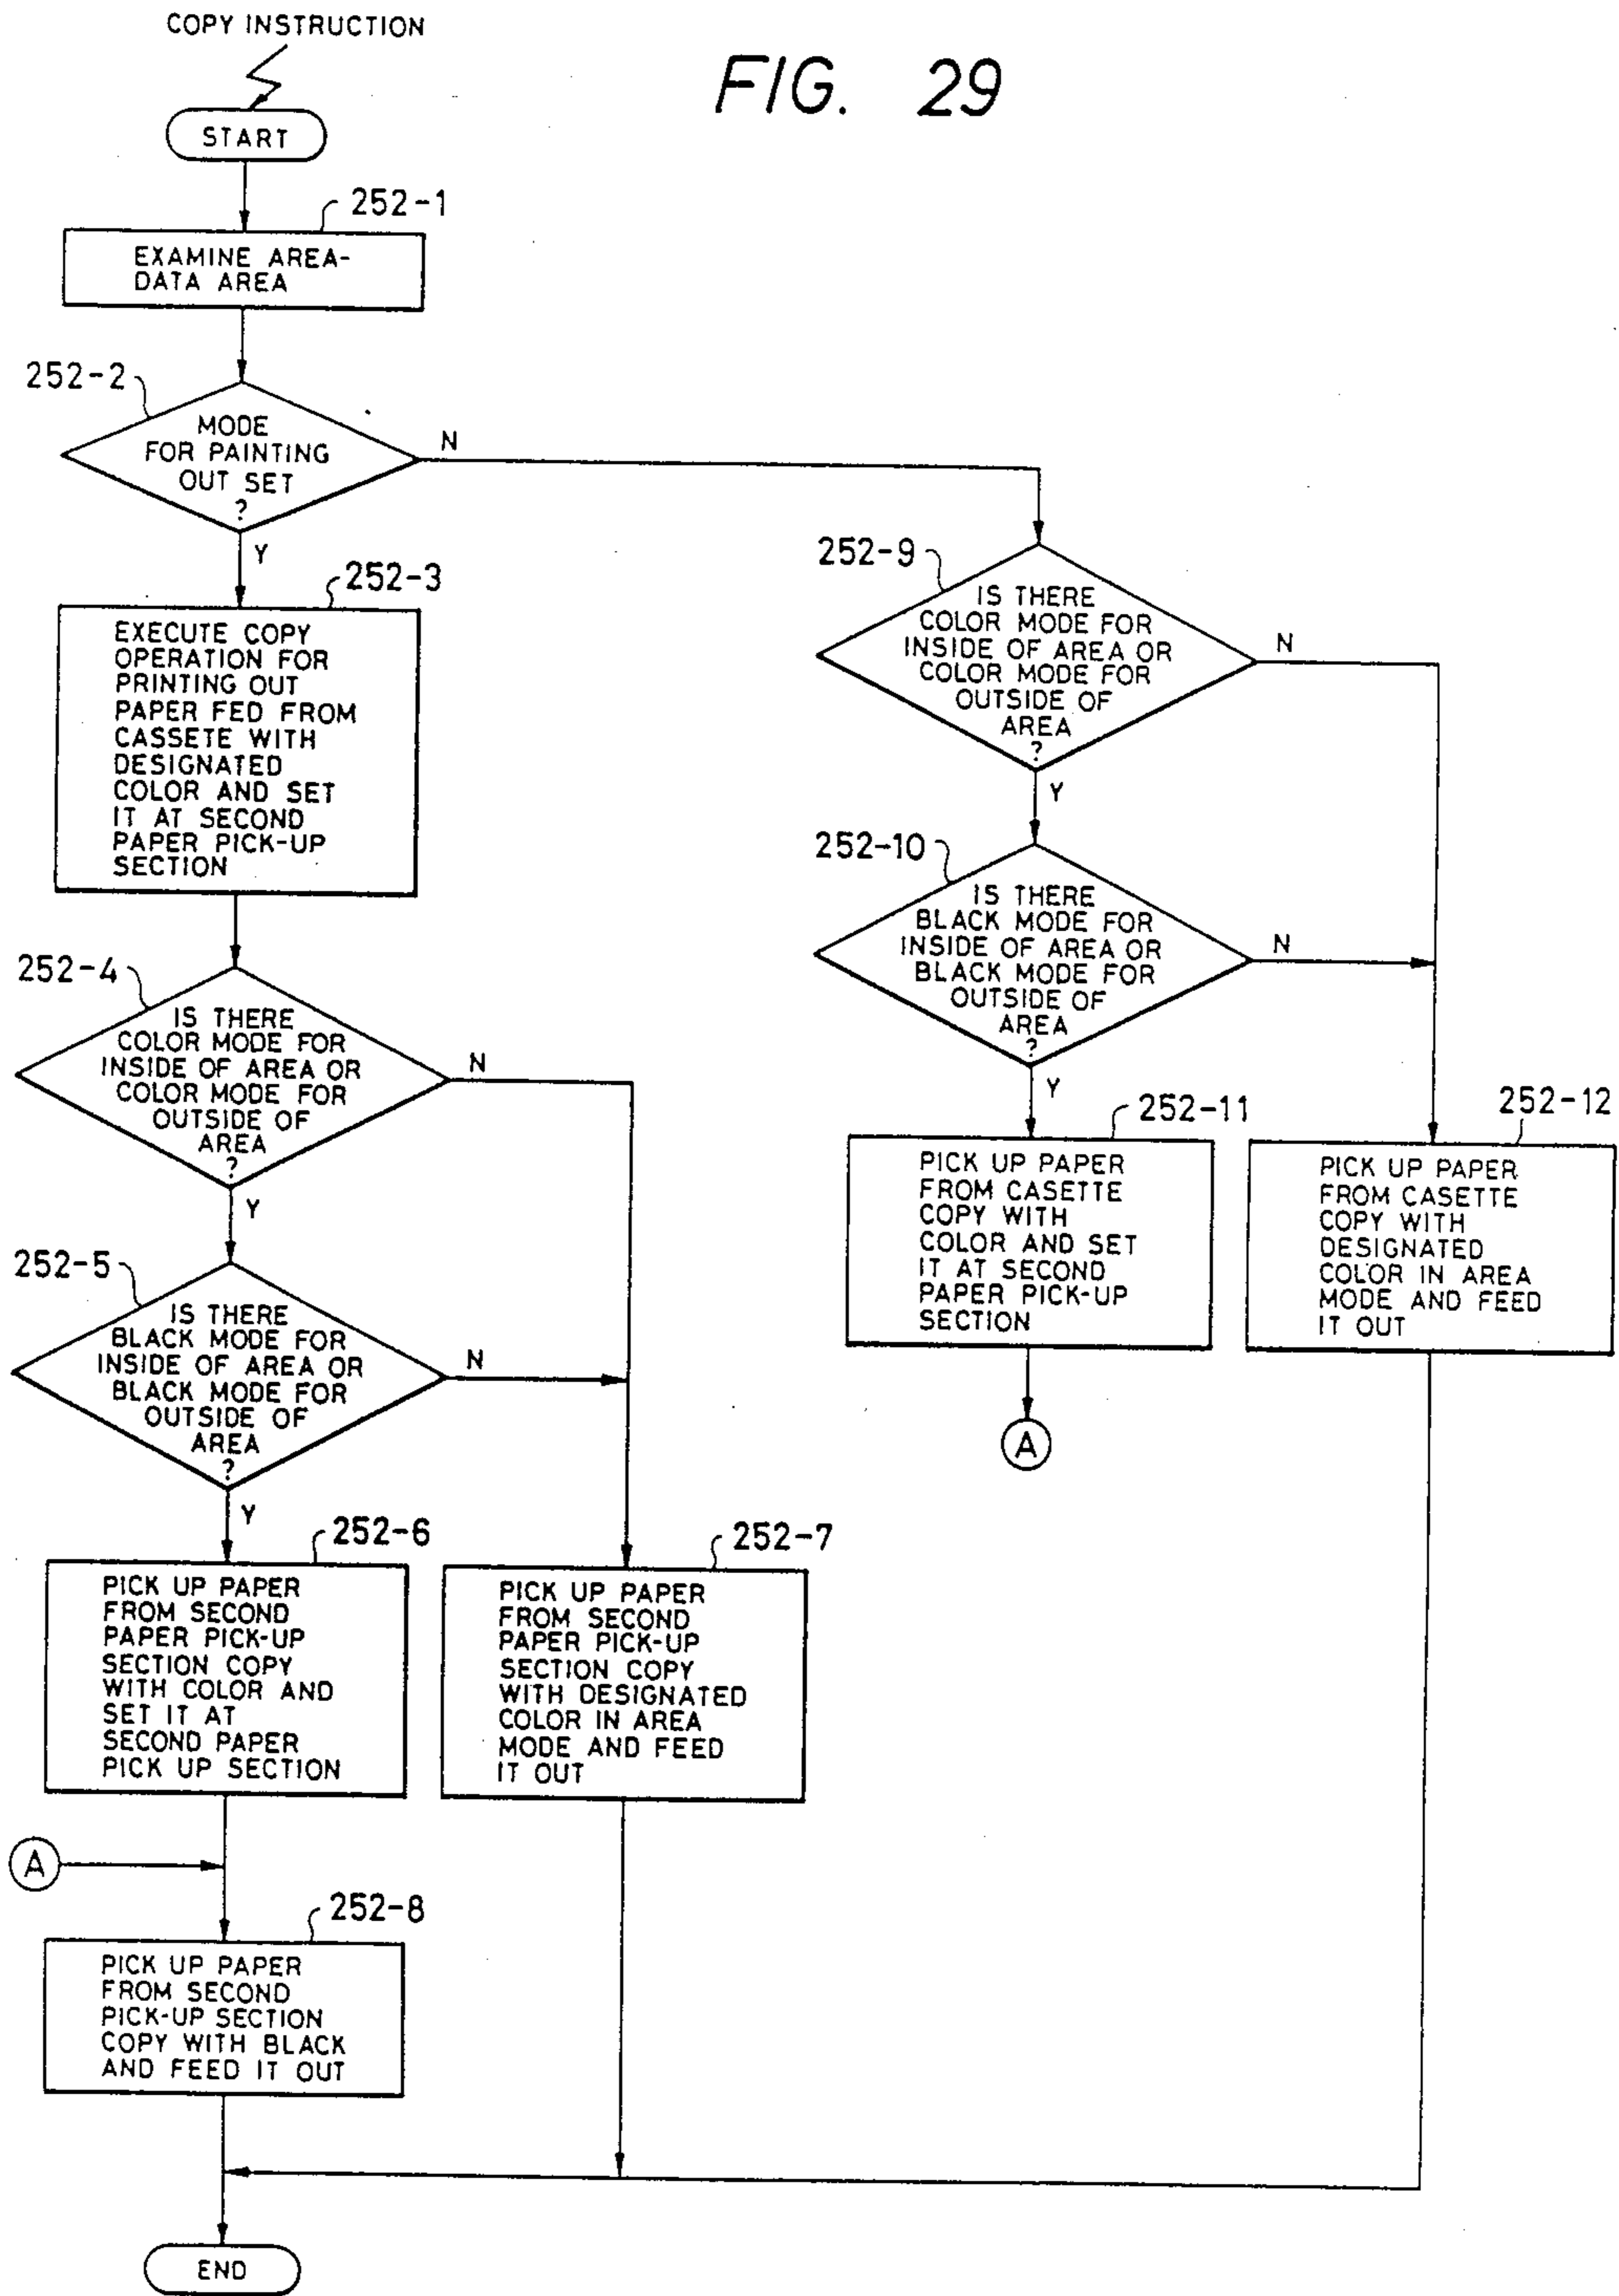 COPY INSTRUCTION
FIG. 29
START
252-1
EXAMINE AREA-
DATA AREA
252-2
MODE
FOR PAINTING
OUT SET
?
N
Y
252-3
EXECUTE COPY
OPERATION FOR
PRINTING OUT
PAPER FED FROM
CASSETE WITH
DESIGNATED
COLOR AND SET
IT AT SECOND
PAPER PICK-UP
SECTION
252-4
IS THERE
COLOR MODE FOR
INSIDE OF AREA OR
COLOR MODE FOR
OUTSIDE OF
AREA
?
N
Y
252-5
IS THERE
BLACK MODE FOR
INSIDE OF AREA OR
BLACK MODE FOR
OUTSIDE OF
AREA
?
N
Y
252-6
PICK UP PAPER
FROM SECOND
PAPER PICK-UP
SECTION COPY
WITH COLOR AND
SET IT AT
SECOND PAPER
PICK UP SECTION
252-7
PICK UP PAPER
FROM SECOND
PAPER PICK-UP
SECTION COPY
WITH DESIGNATED
COLOR IN AREA
MODE AND FEED
IT OUT
A
252-8
PICK UP PAPER
FROM SECOND
PICK-UP SECTION
COPY WITH BLACK
AND FEED IT OUT
END
252-9
IS THERE
COLOR MODE FOR
INSIDE OF AREA OR
COLOR MODE FOR
OUTSIDE OF
AREA
?
N
Y
252-10
IS THERE
BLACK MODE FOR
INSIDE OF AREA OR
BLACK MODE FOR
OUTSIDE OF
AREA
?
N
Y
252-11
PICK UP PAPER
FROM CASETTE
COPY WITH
COLOR AND SET
IT AT SECOND
PAPER PICK-UP
SECTION
A
252-12
PICK UP PAPER
FROM CASETTE
COPY WITH
DESIGNATED
COLOR IN AREA
MODE AND FEED
IT OUT